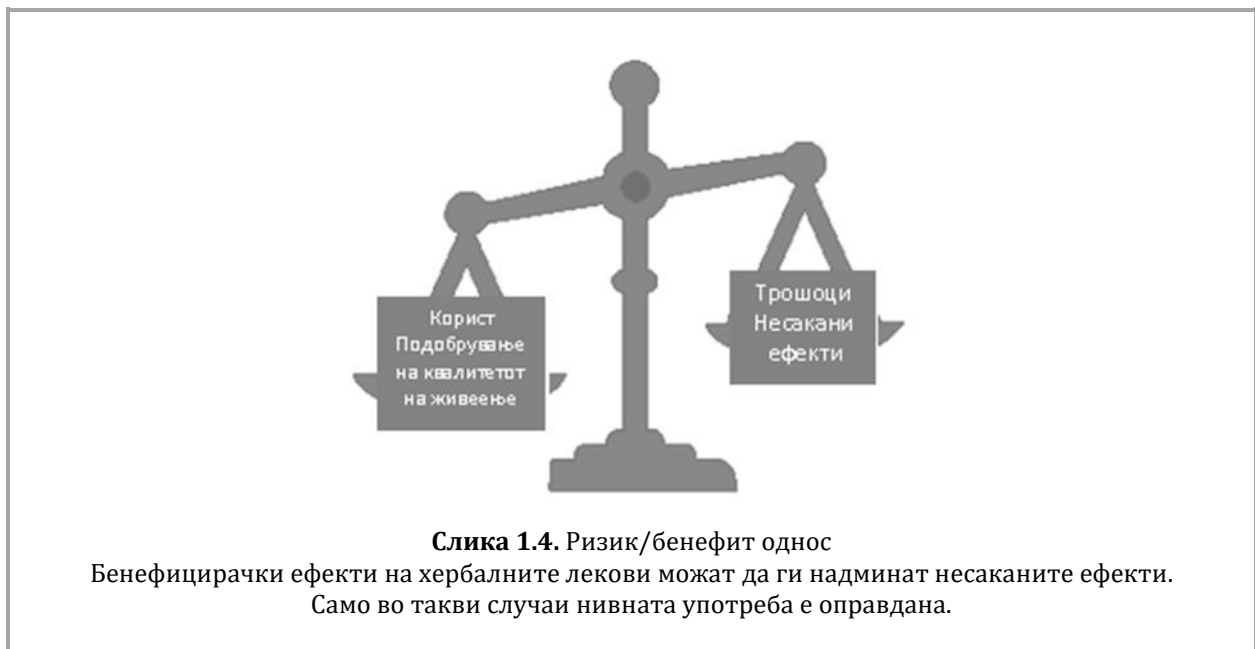 Корист
Подобрување
на квалитетот
на живеење
Трошоци
Несакани
ефекти
Слика 1.4. Ризик/бенефит однос
Бенефицирачки ефекти на хербалните лекови можат да ги надминат несаканите ефекти.
Само во такви случаи нивната употреба е оправдана.